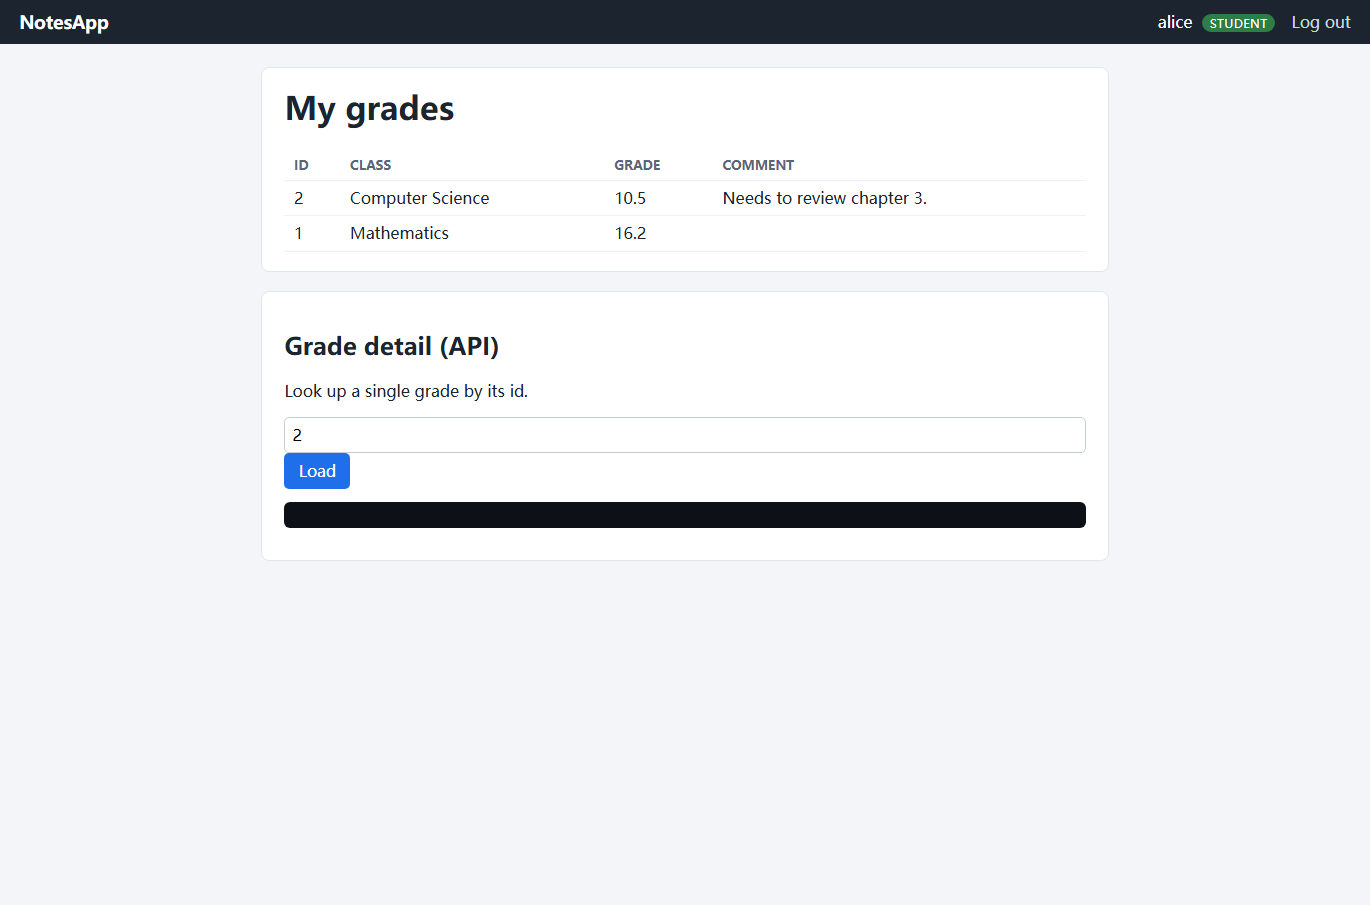 NotesApp alice STUDENT Log out
My grades
ID CLASS GRADE COMMENT
2 Computer Science 10.5 Needs to review chapter 3.
1 Mathematics 16.2
Grade detail (API)
Look up a single grade by its id.
2
Load